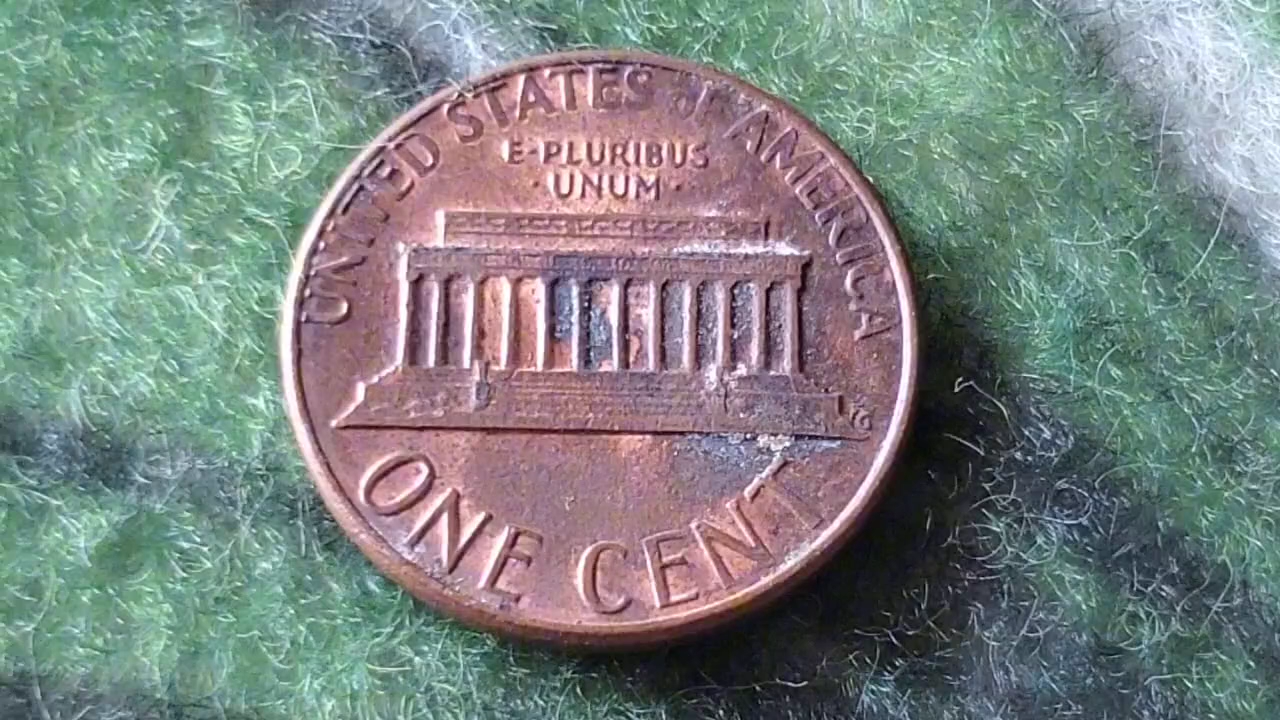 UNITED STATES OF AMERICA
E·PLURIBUS
·UNUM·
ONE CENT